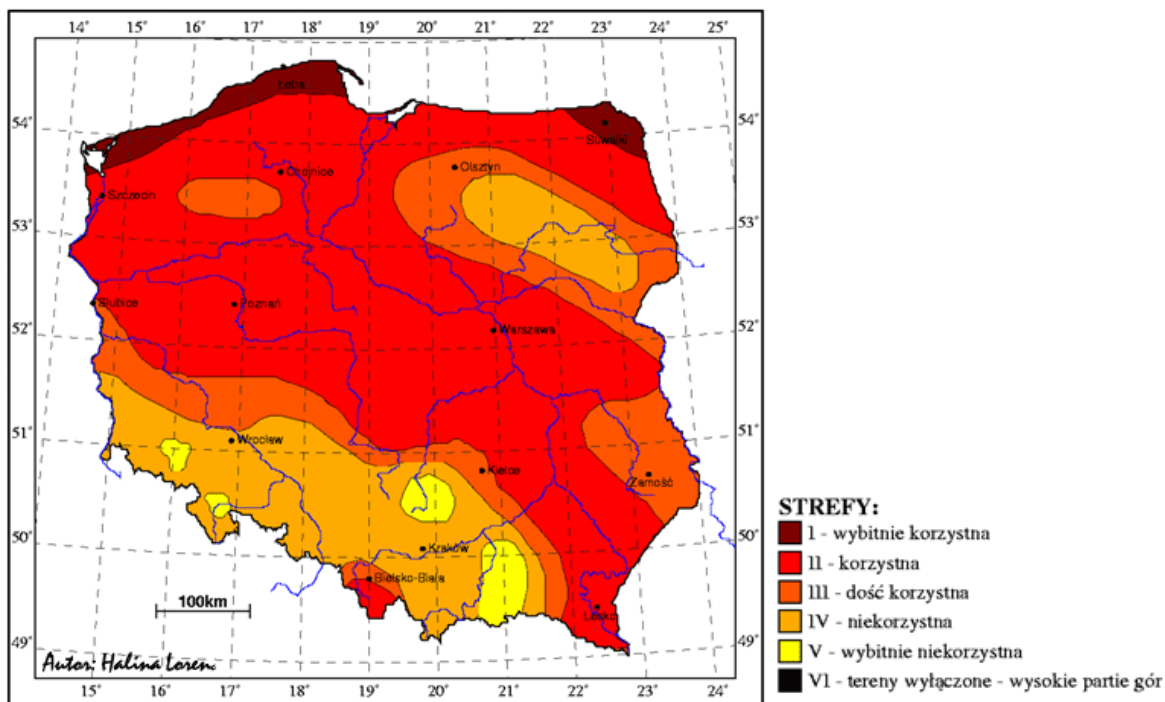 14° 15° 16° 17° 18° 19° 20° 21° 22° 23° 24° 25°
Łeba
54° 54°
Suwałki
Olsztyn
Chojnice
Szczecin
53° 53°
Słubice Poznań
Warszawa
52° 52°
51° Wrocław 51°
Kielce
Zamość
50° Kraków 50°
Bielsko-Biała
100km
Lesko
49° 49°
Autor: Halina Lorenc
15° 16° 17° 18° 19° 20° 21° 22° 23° 24°
STREFY:
I - wybitnie korzystna
II - korzystna
III - dość korzystna
IV - niekorzystna
V - wybitnie niekorzystna
VI - tereny wyłączone - wysokie partie gór